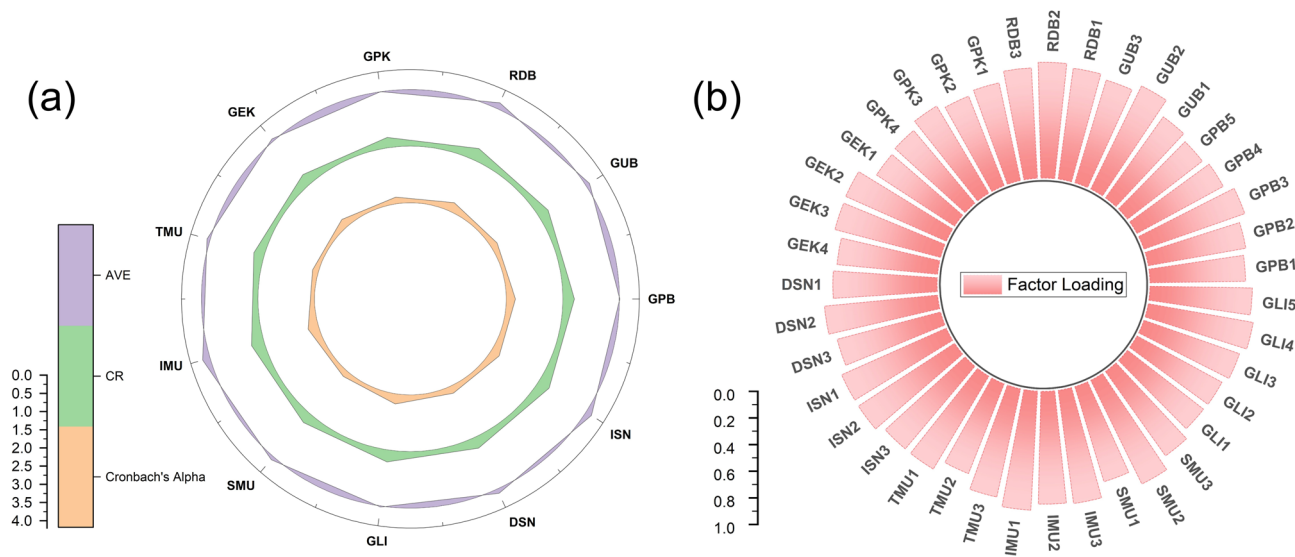 (a)
GPK
RDB
GEK
GUB
TMU
GPB
IMU
ISN
SMU
DSN
GLI
AVE
CR
Cronbach's Alpha
0.0
0.5
1.0
1.5
2.0
2.5
3.0
3.5
4.0
(b)
RDB2
RDB1
GUB3
GUB2
GUB1
GPB5
GPB4
GPB3
GPB2
GPB1
GLI5
GLI4
GLI3
GLI2
GLI1
SMU3
SMU2
SMU1
IMU3
IMU2
IMU1
TMU3
TMU2
TMU1
ISN3
ISN2
ISN1
DSN3
DSN2
DSN1
GEK4
GEK3
GEK2
GEK1
GPK4
GPK3
GPK2
GPK1
RDB3
Factor Loading
0.0
0.2
0.4
0.6
0.8
1.0